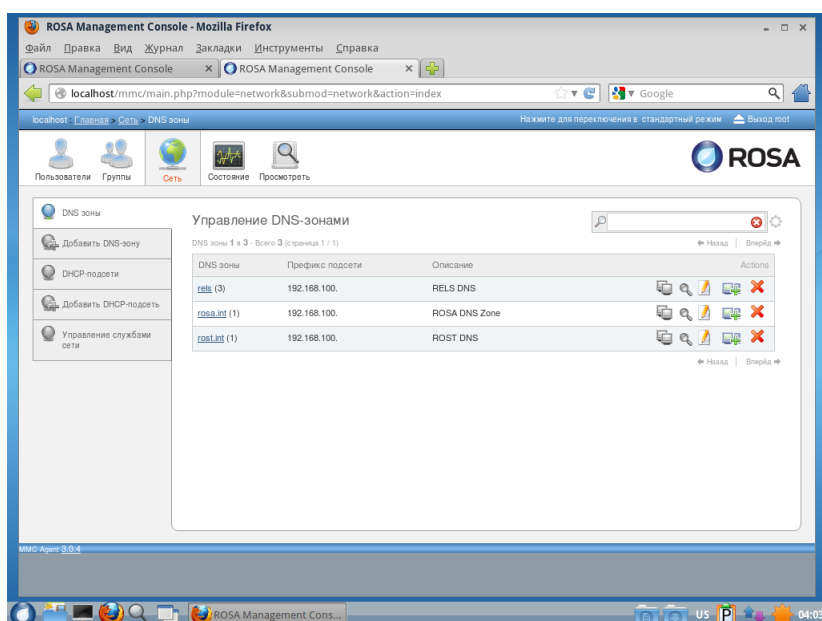 ROSA Management Console - Mozilla Firefox
Файл Правка Вид Журнал Закладки Инструменты Справка
ROSA Management Console ROSA Management Console
localhost/mmc/main.php?module=network&submod=network&action=index Google
localhost : Главная > Сеть > DNS зоны Нажмите для переключения в стандартный режим Выход root
Пользователи Группы Сеть Состояние Просмотреть ROSA
DNS зоны
Добавить DNS-зону
DHCP-подсети
Добавить DHCP-подсеть
Управление службами
сети
Управление DNS-зонами
DNS зоны 1 в 3 - Всего 3 (страница 1 / 1) Назад | Вперёд
DNS зоны Префикс подсети Описание Actions
rels (3) 192.168.100. RELS DNS
rosa.int (1) 192.168.100. ROSA DNS Zone
rost.int (1) 192.168.100. ROST DNS
Назад | Вперёд
MMC Agent 3.0.4
ROSA Management Cons... US P 04:03